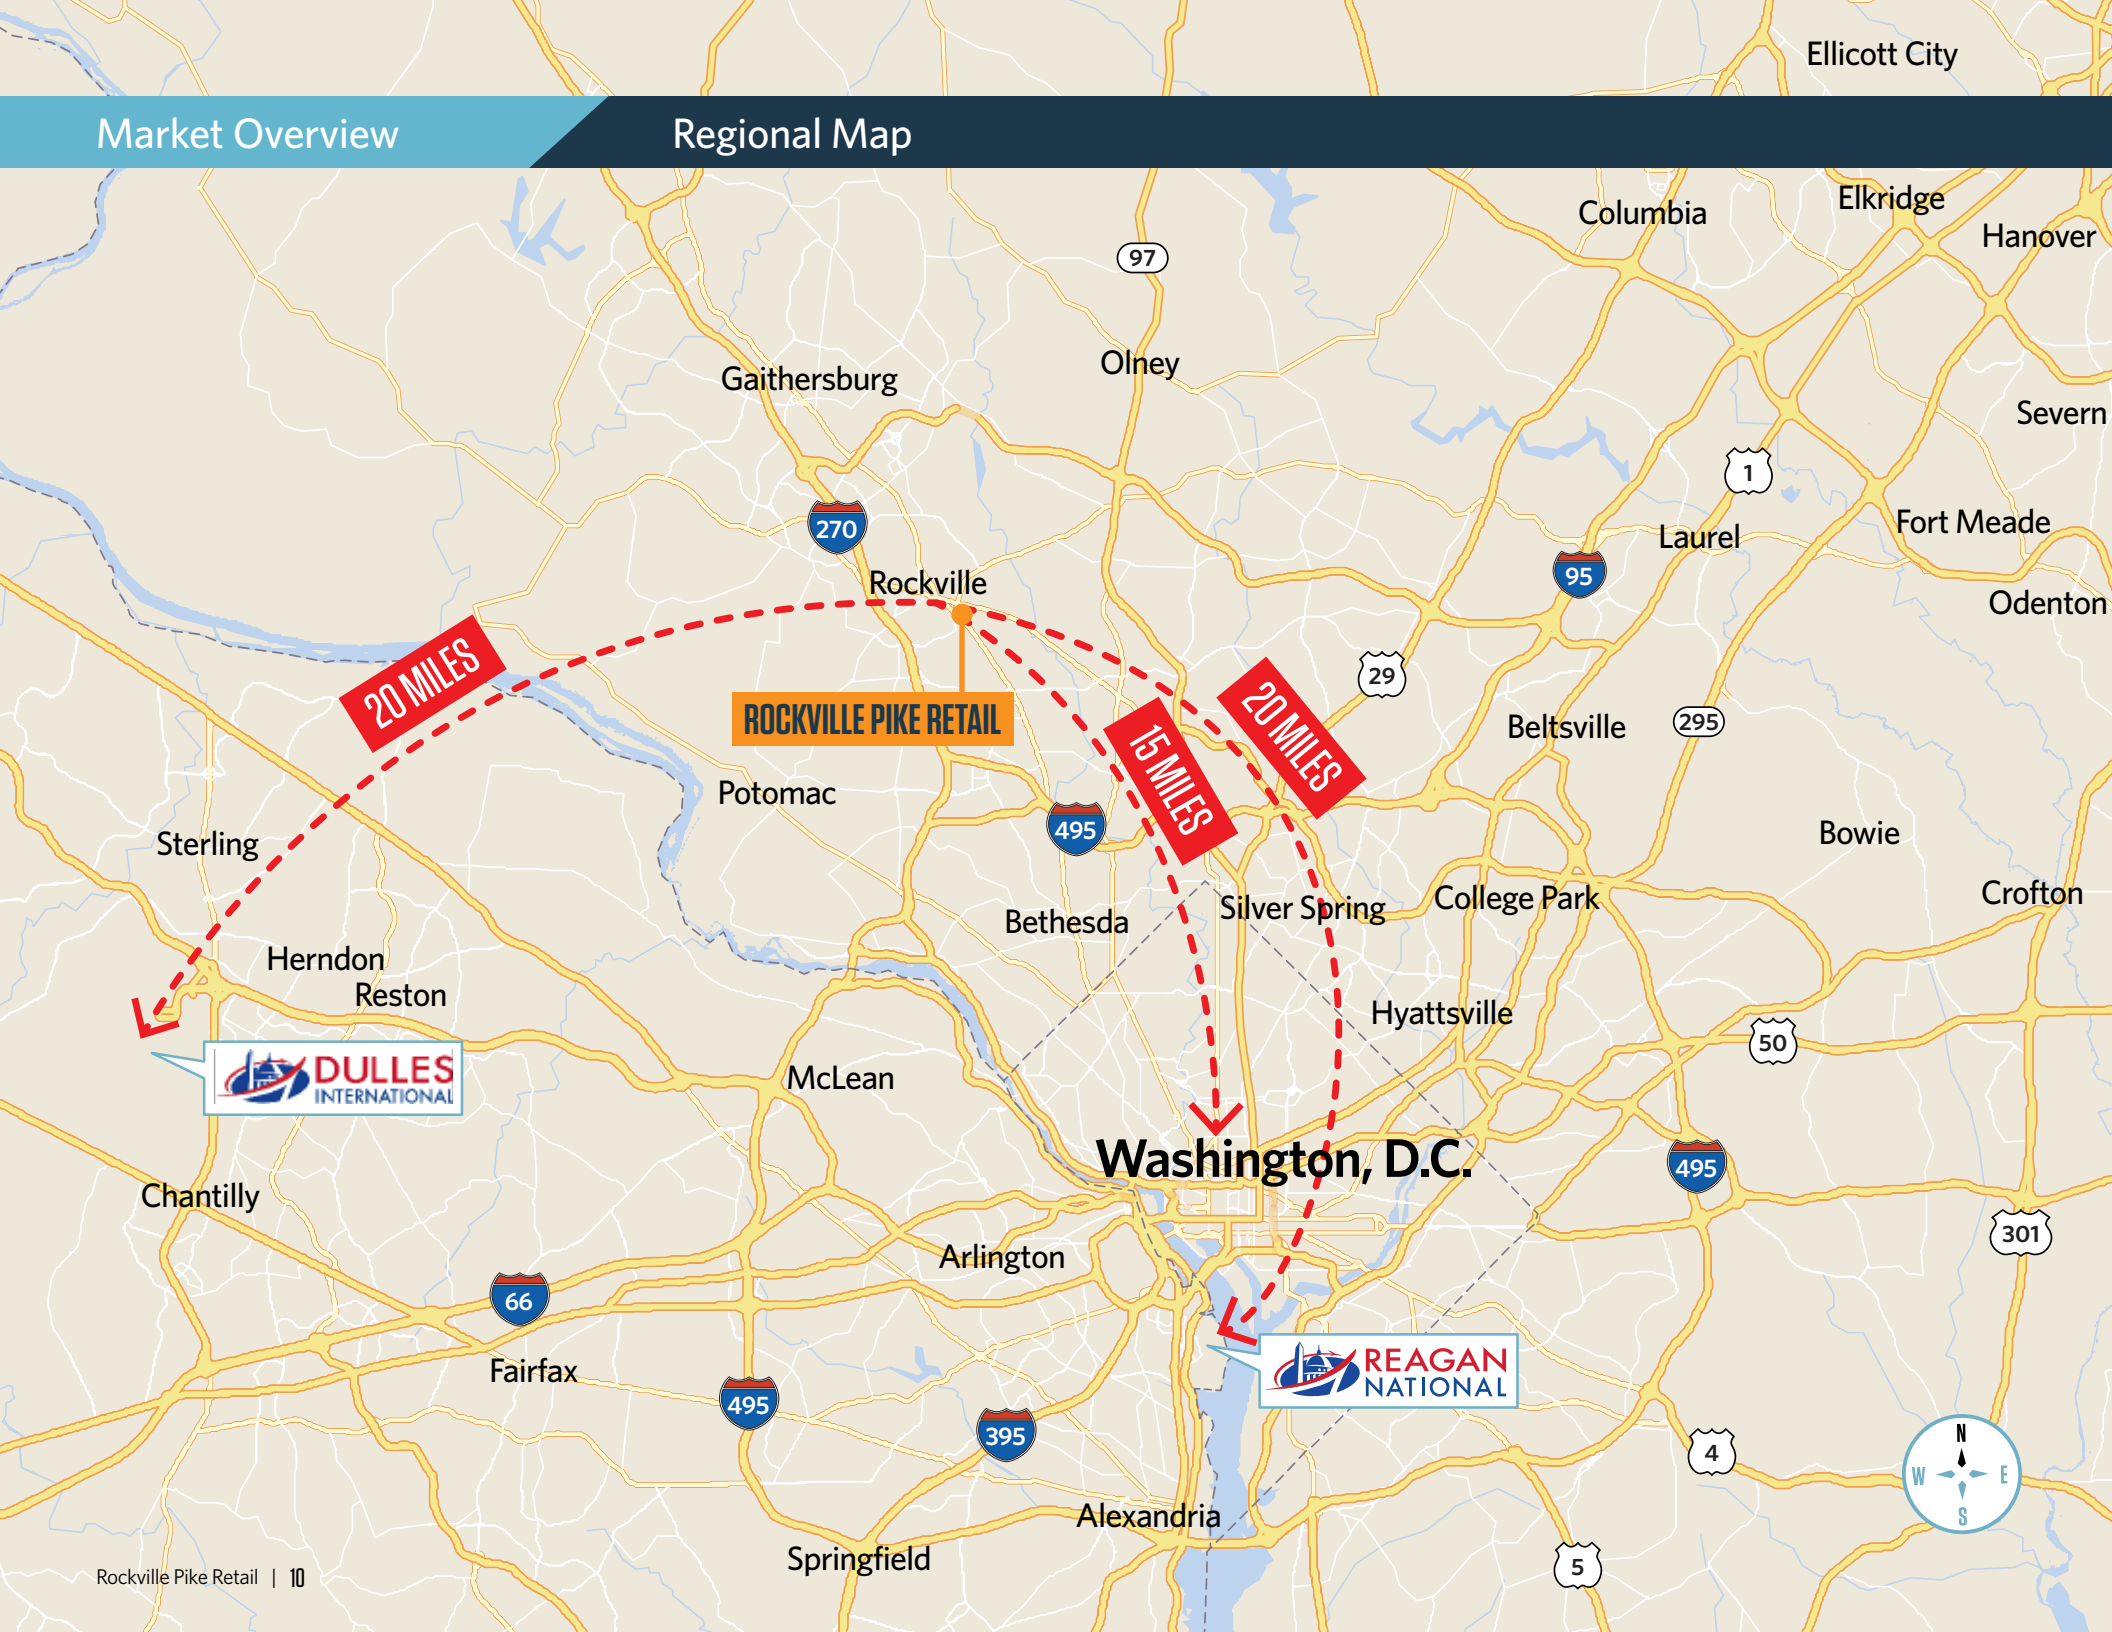 Ellicott City
Market Overview
Regional Map
Columbia
Elkridge
Hanover
97
Olney
Gaithersburg
Severn
1
270
Fort Meade
Laurel
95
Rockville
Odenton
20 MILES
29
20 MILES
ROCKVILLE PIKE RETAIL
15 MILES
Beltsville
295
Potomac
495
Sterling
Bowie
Bethesda
Silver Spring
College Park
Crofton
Herndon
Reston
Hyattsville
50
DULLES
INTERNATIONAL
McLean
Washington, D.C.
495
Chantilly
301
Arlington
66
REAGAN
NATIONAL
Fairfax
495
395
4
N
W
E
S
Alexandria
Springfield
5
Rockville Pike Retail | 10